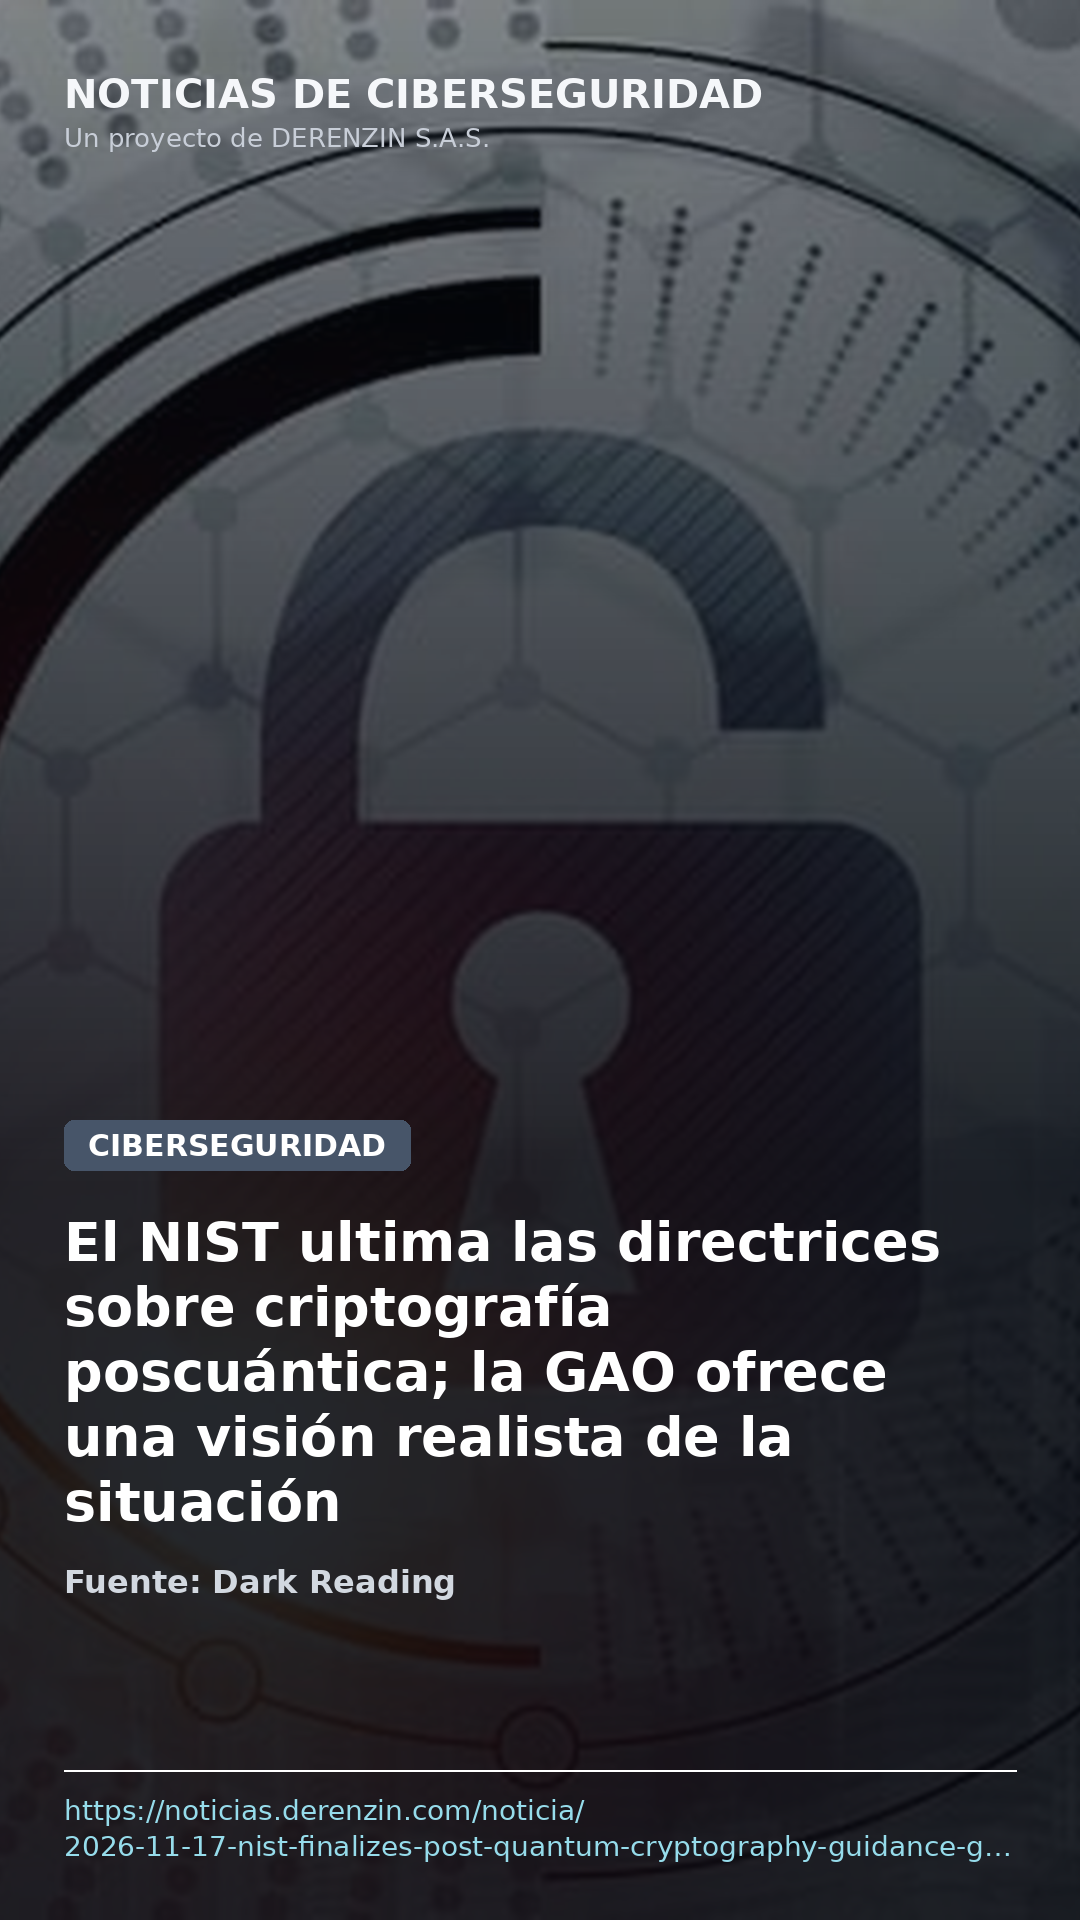 NOTICIAS DE CIBERSEGURIDAD
Un proyecto de DERENZIN S.A.S.
CIBERSEGURIDAD
El NIST ultima las directrices
sobre criptografía
poscuántica; la GAO ofrece
una visión realista de la
situación
Fuente: Dark Reading
https://noticias.derenzin.com/noticia/
2026-11-17-nist-finalizes-post-quantum-cryptography-guidance-g…